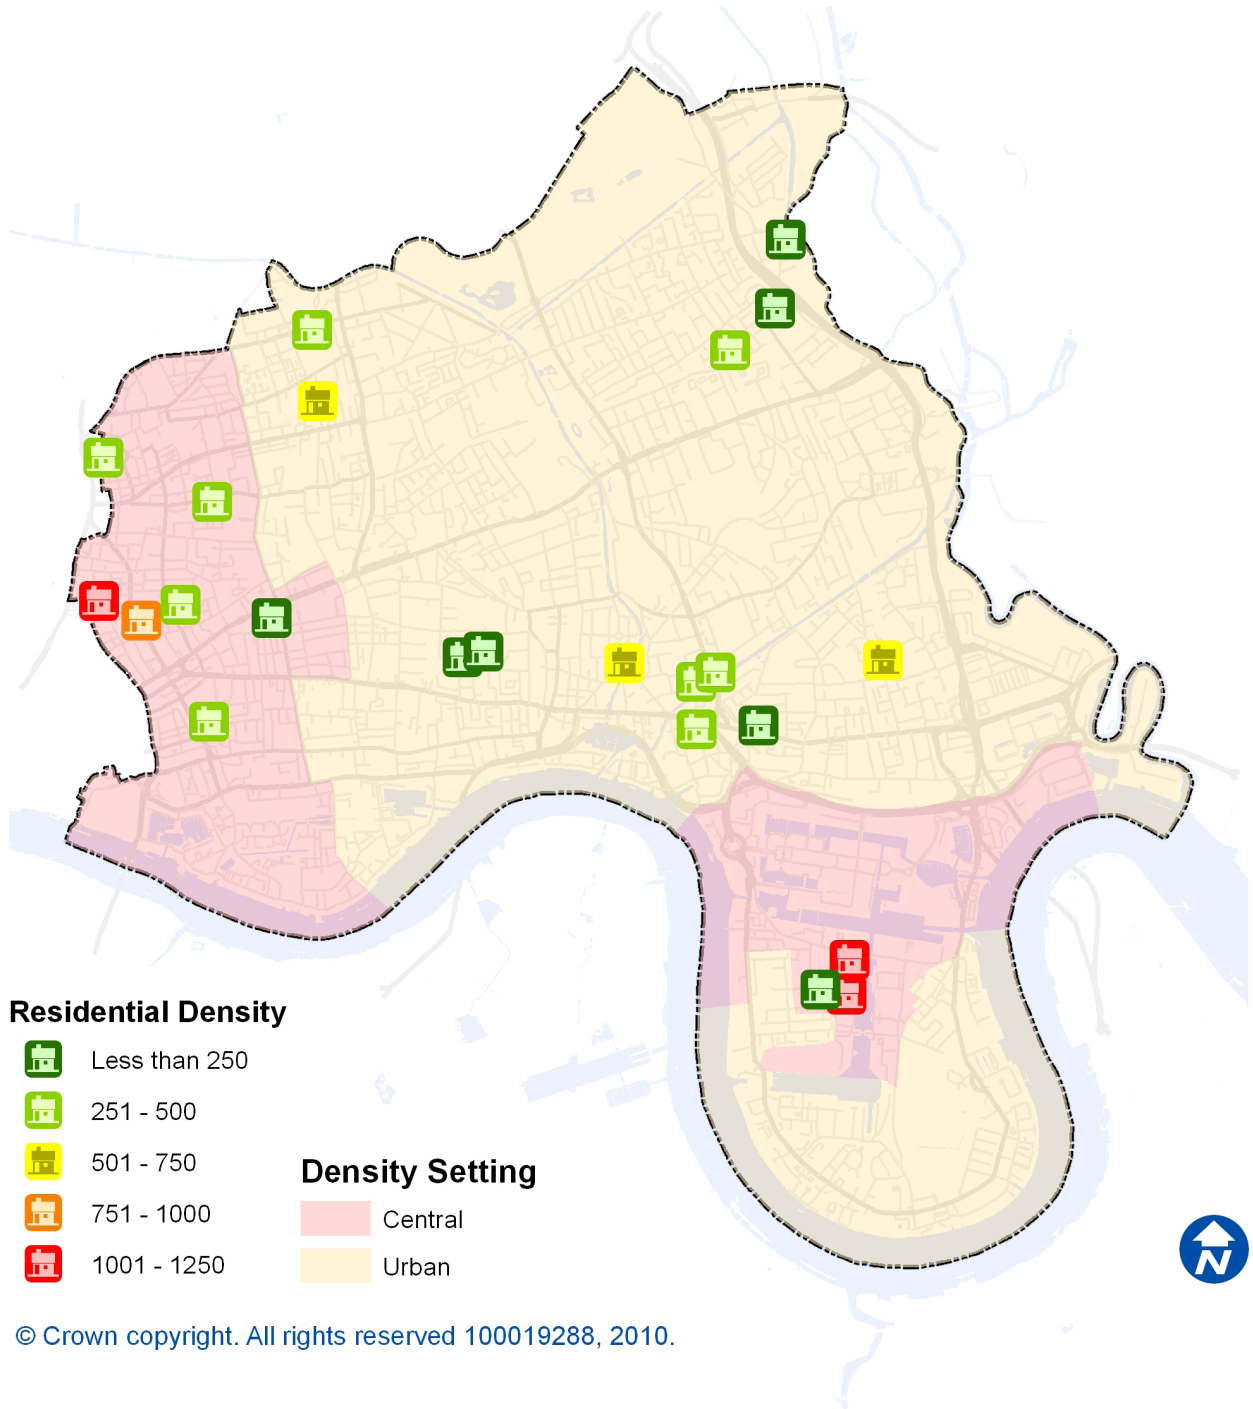 Residential Density
Less than 250
251 - 500
501 - 750
751 - 1000
1001 - 1250
Density Setting
Central
Urban
N
© Crown copyright. All rights reserved 100019288, 2010.